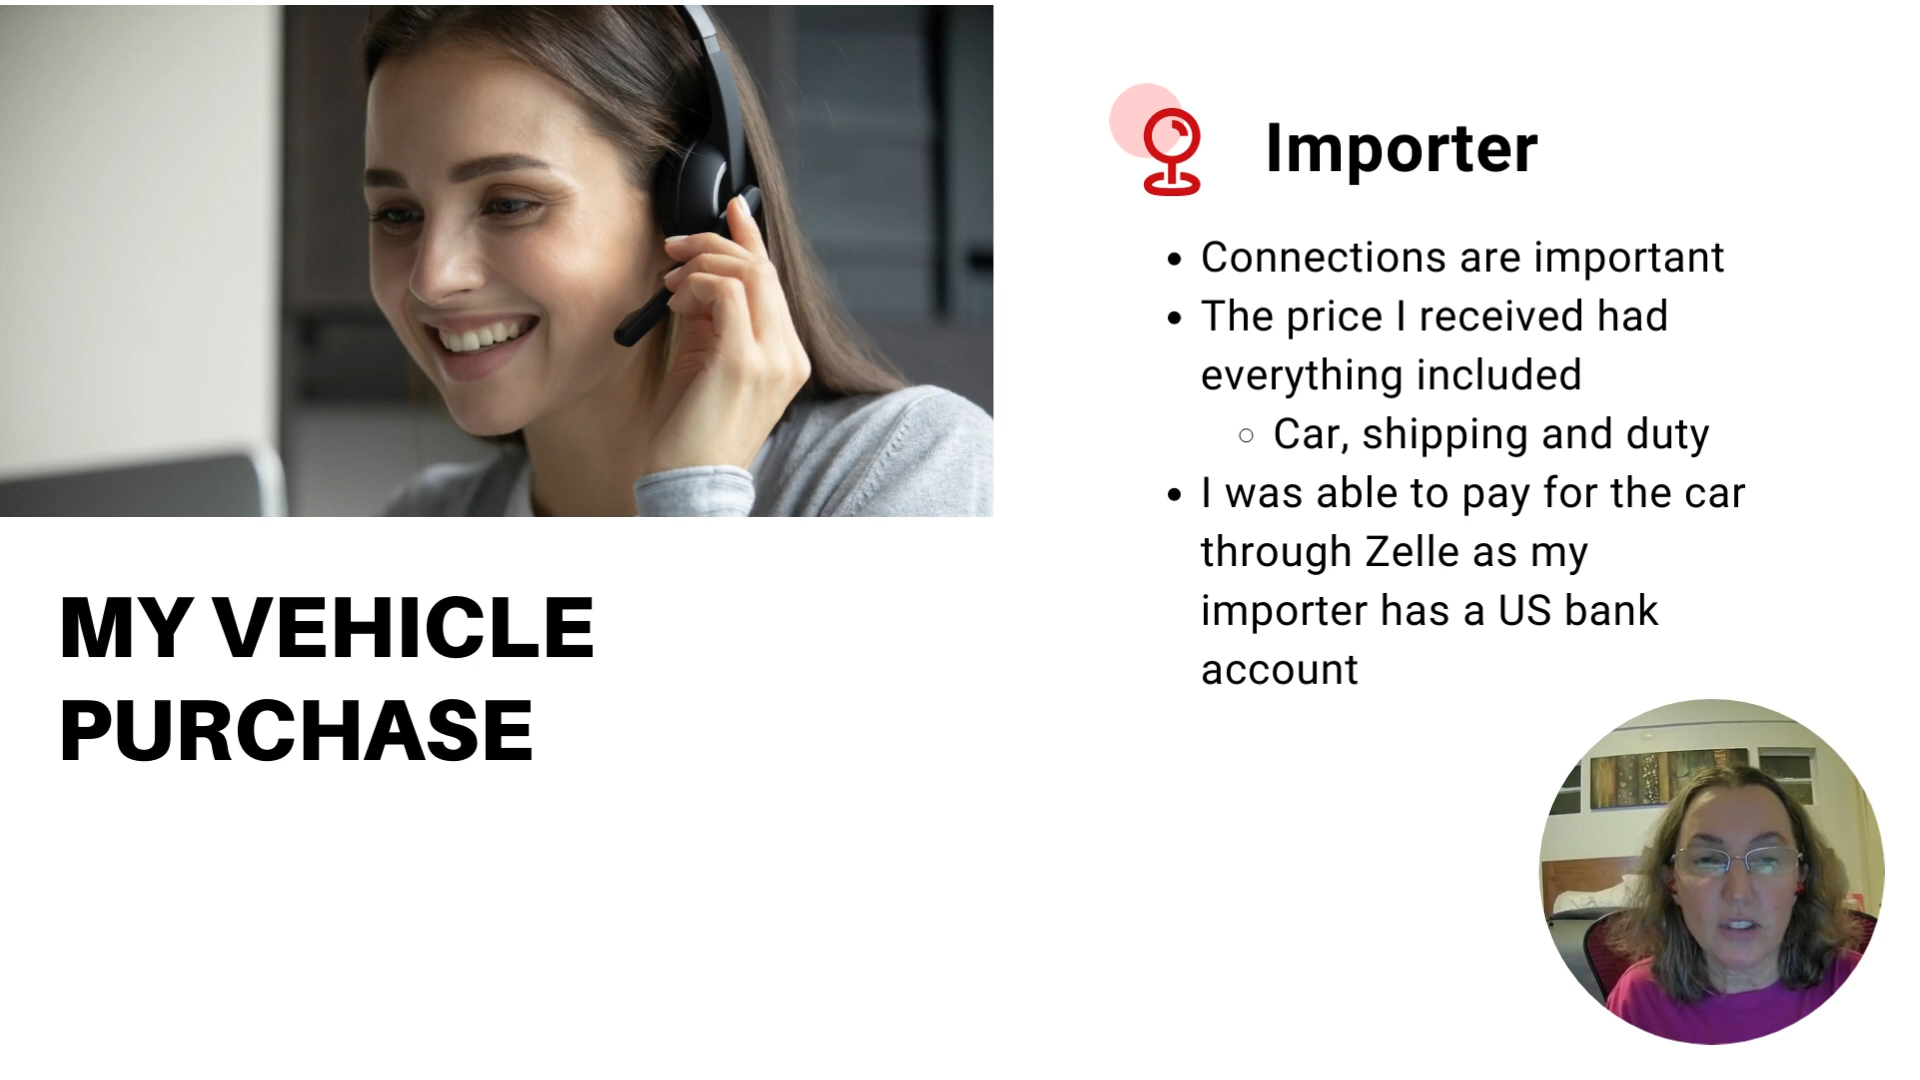 Importer
Connections are important
The price I received had
everything included
Car, shipping and duty
I was able to pay for the car
through Zelle as my
importer has a US bank
account
MY VEHICLE
PURCHASE